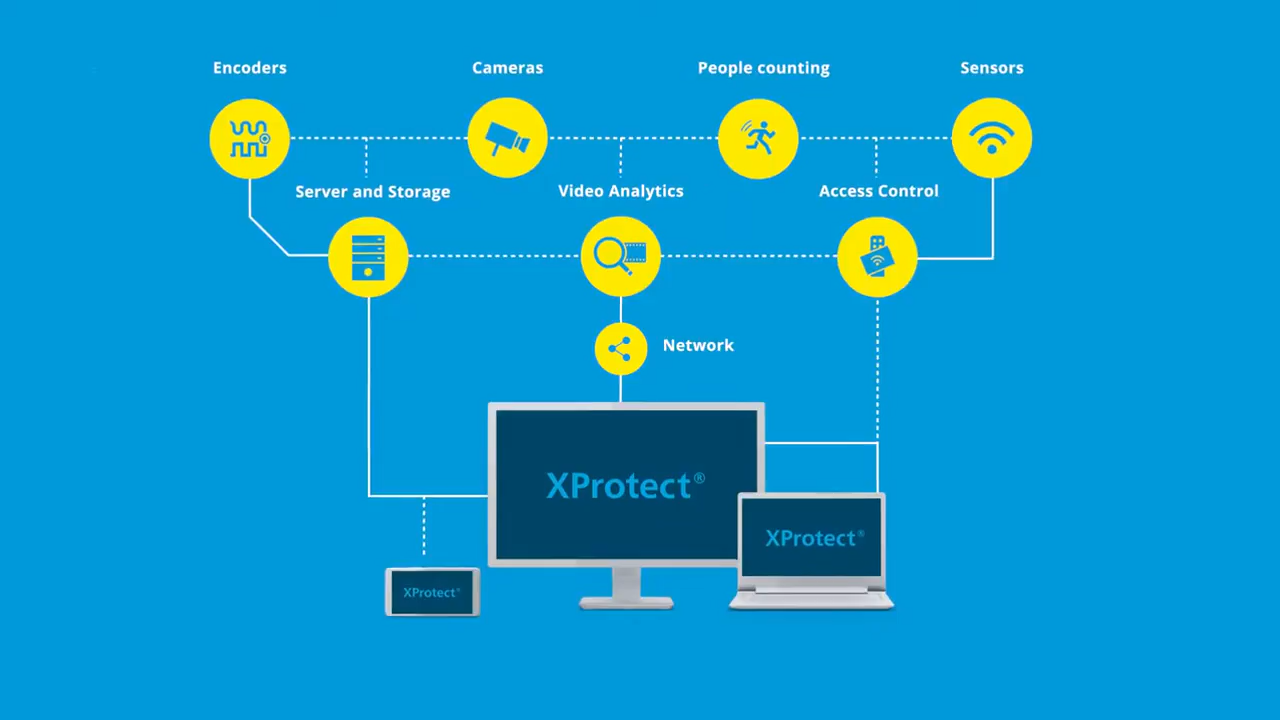 Encoders
Cameras
People counting
Sensors
Server and Storage
Video Analytics
Access Control
Network
XProtect®
XProtect®
XProtect®